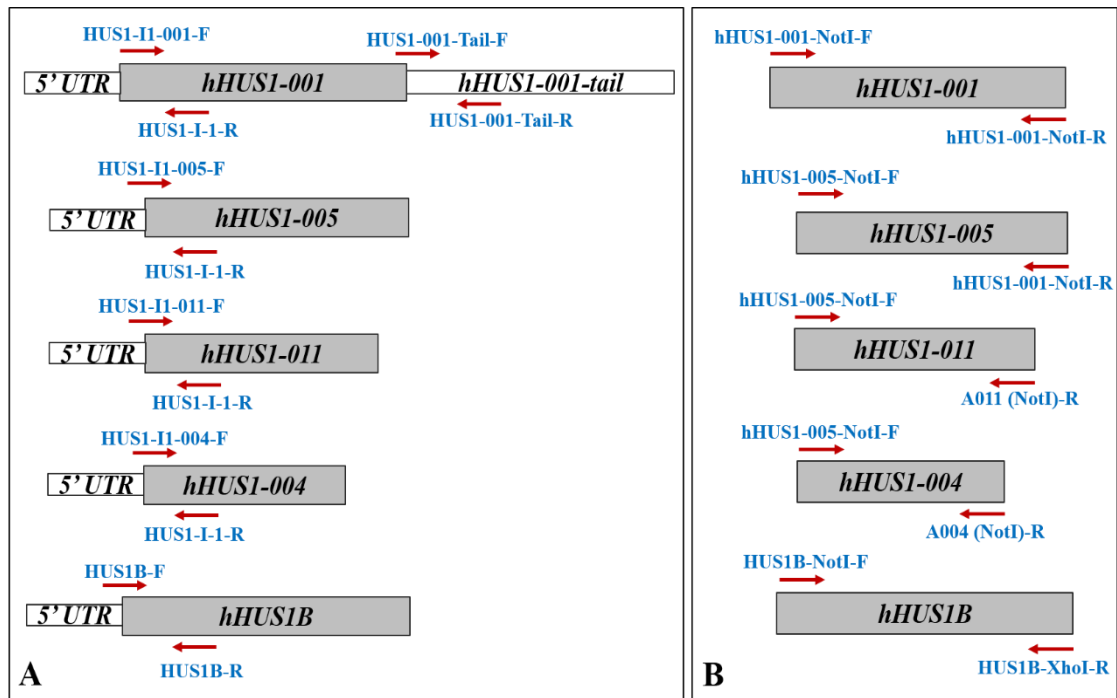 HUS1-I1-001-F
HUS1-001-Tail-F
5' UTR hHUS1-001 hHUS1-001-tail
HUS1-I-1-R
HUS1-001-Tail-R
HUS1-I1-005-F
5' UTR hHUS1-005
HUS1-I-1-R
HUS1-I1-011-F
5' UTR hHUS1-011
HUS1-I-1-R
HUS1-I1-004-F
5' UTR hHUS1-004
HUS1-I-1-R
HUS1B-F
5' UTR hHUS1B
HUS1B-R
A
hHUS1-001-NotI-F
hHUS1-001
hHUS1-001-NotI-R
hHUS1-005-NotI-F
hHUS1-005
hHUS1-001-NotI-R
hHUS1-005-NotI-F
hHUS1-011
A011 (NotI)-R
hHUS1-005-NotI-F
hHUS1-004
A004 (NotI)-R
HUS1B-NotI-F
hHUS1B
HUS1B-XhoI-R
B